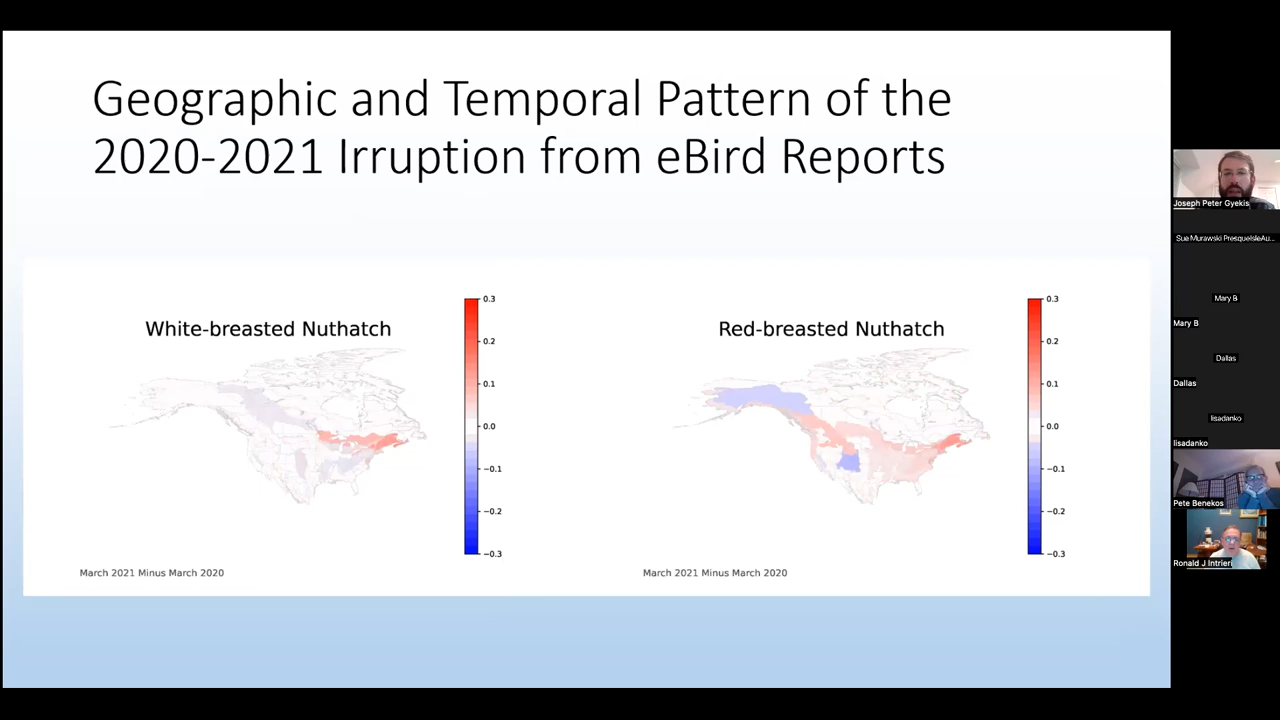 Geographic and Temporal Pattern of the
2020-2021 Irruption from eBird Reports
White-breasted Nuthatch
0.3
0.2
0.1
0.0
−0.1
−0.2
−0.3
March 2021 Minus March 2020
Red-breasted Nuthatch
0.3
0.2
0.1
0.0
−0.1
−0.2
−0.3
March 2021 Minus March 2020
Joseph Peter Gyekis
Sue Murawski PresqueIsleAu...
Mary B
Mary B
Dallas
Dallas
lisadanko
lisadanko
Pete Benekos
Ronald J Intrieri